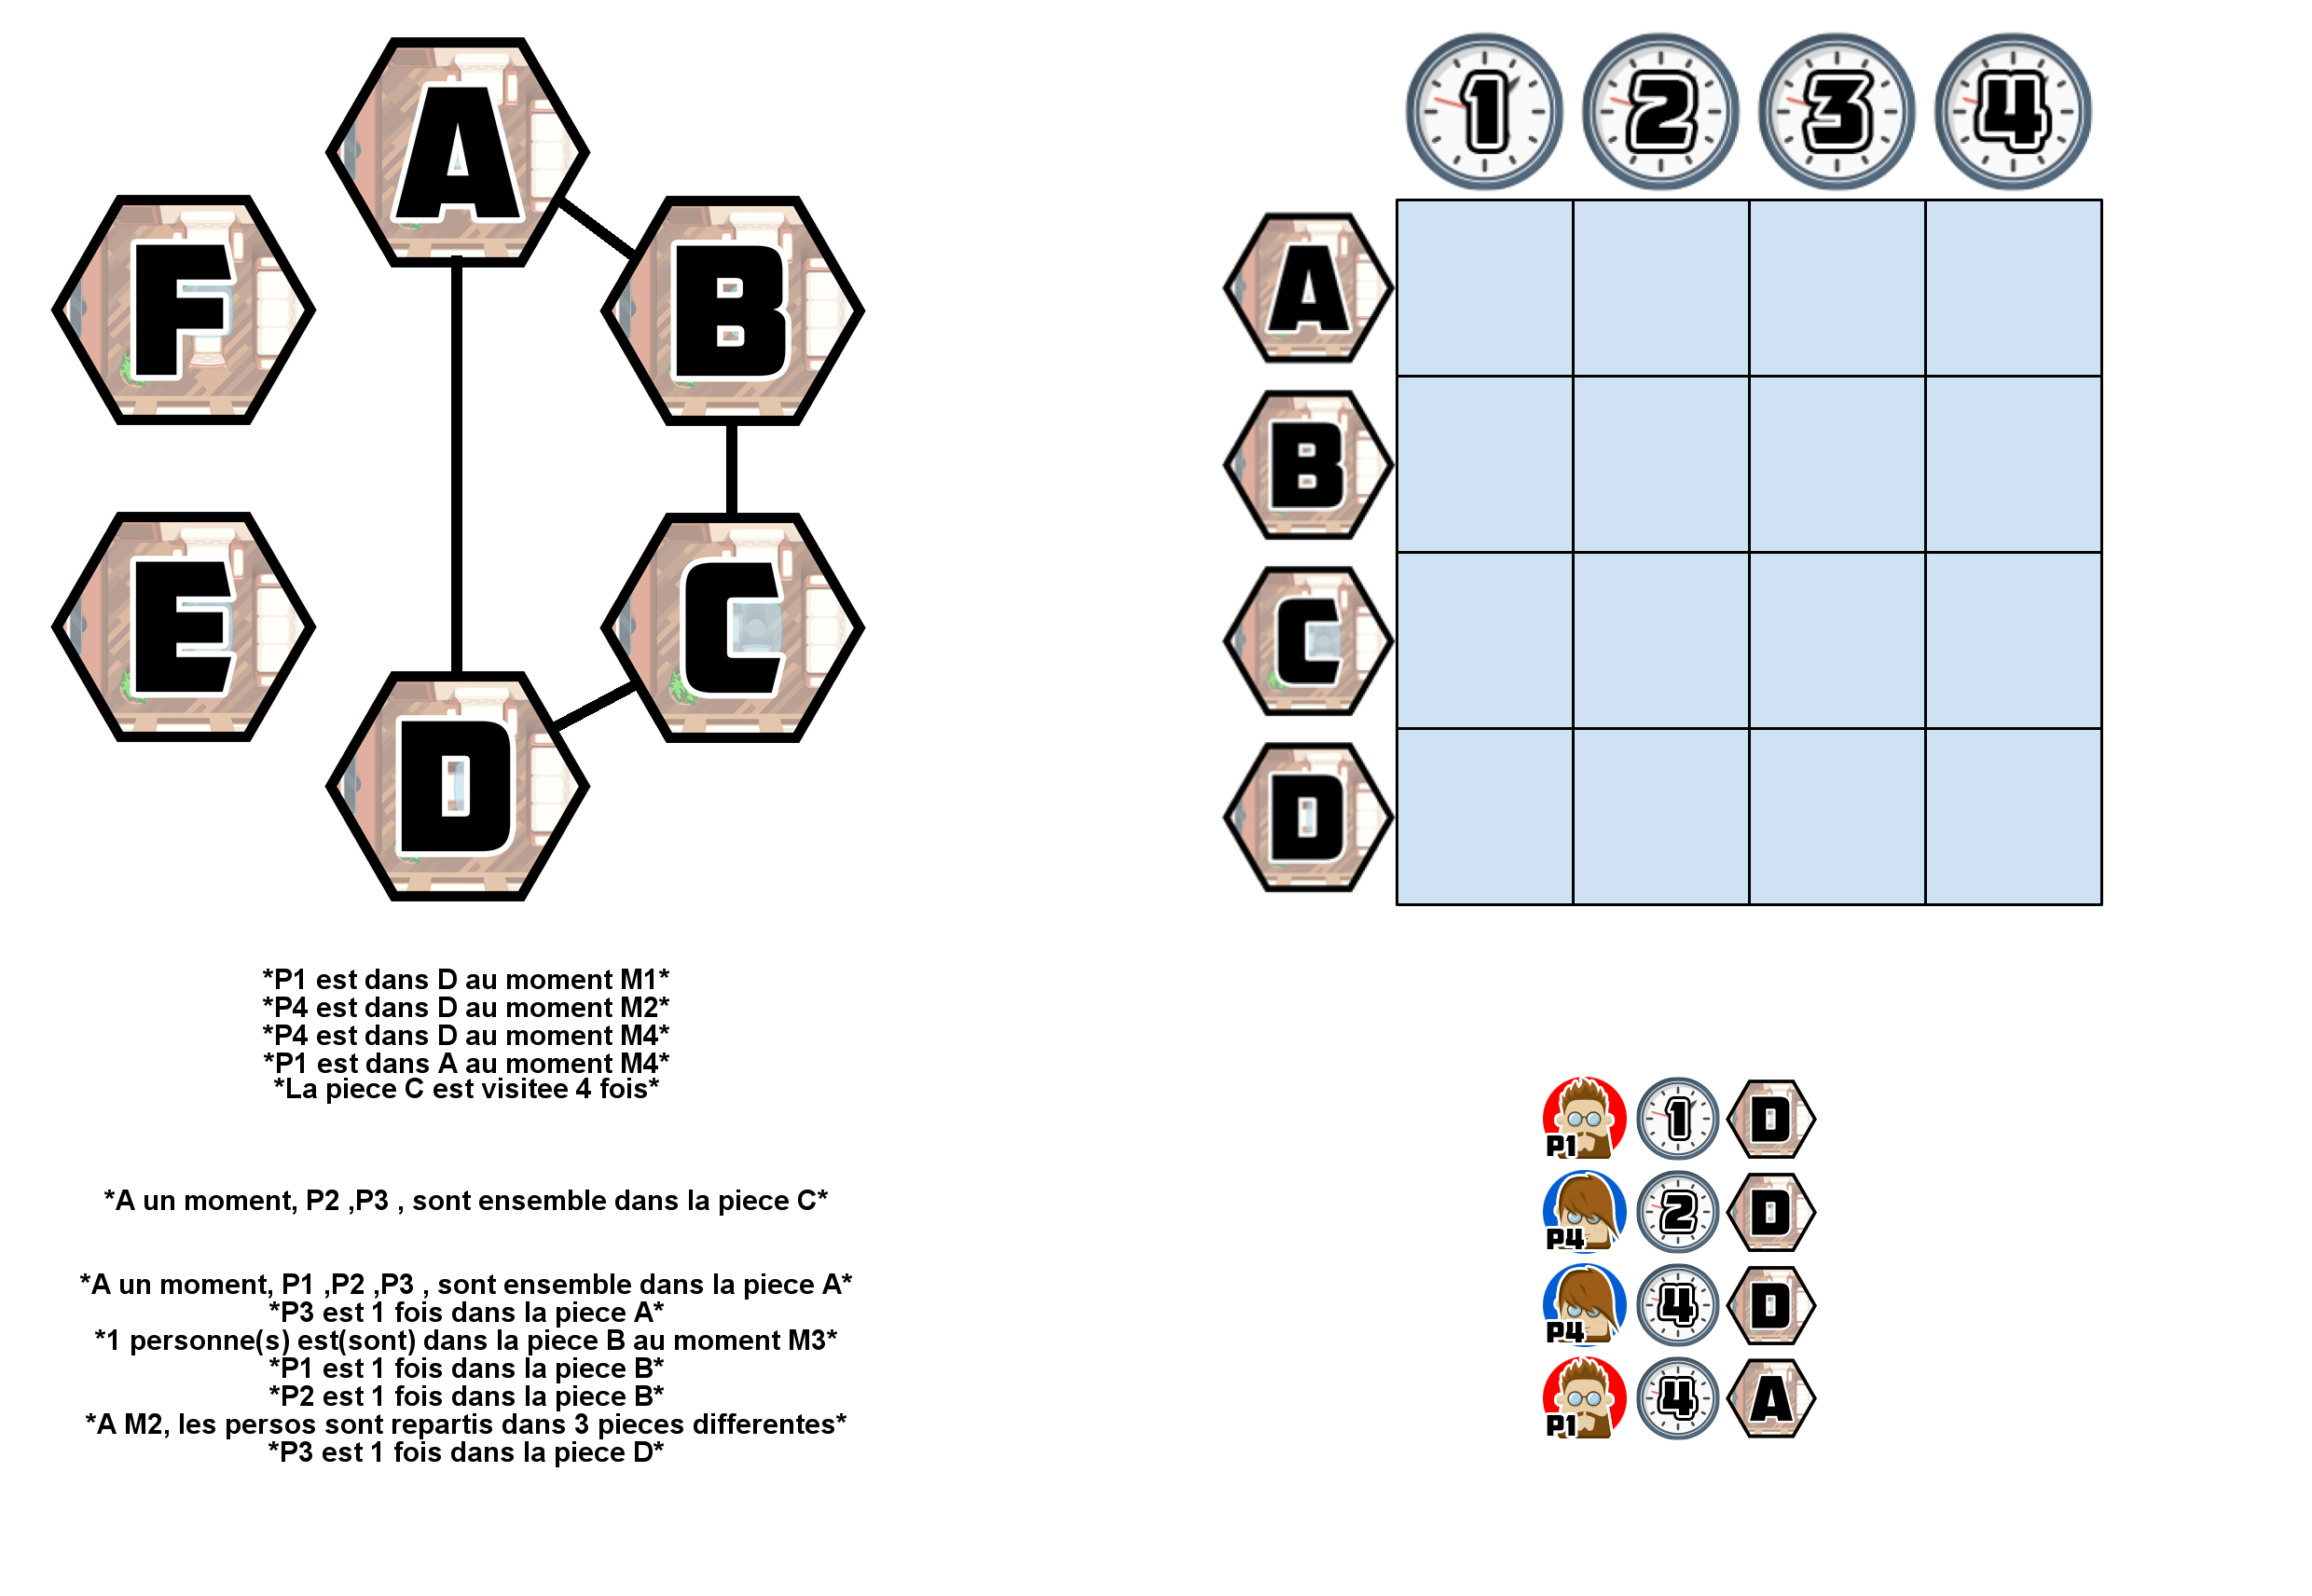 A
B
F
E
C
D
1 2 3 4
A
B
C
D
*P1 est dans D au moment M1*
*P4 est dans D au moment M2*
*P4 est dans D au moment M4*
*P1 est dans A au moment M4*
*La piece C est visitee 4 fois*
*A un moment, P2 ,P3 , sont ensemble dans la piece C*
*A un moment, P1 ,P2 ,P3 , sont ensemble dans la piece A*
*P3 est 1 fois dans la piece A*
*1 personne(s) est(sont) dans la piece B au moment M3*
*P1 est 1 fois dans la piece B*
*P2 est 1 fois dans la piece B*
*A M2, les persos sont repartis dans 3 pieces differentes*
*P3 est 1 fois dans la piece D*
P1 1 D
P4 2 D
P4 4 D
P1 4 A